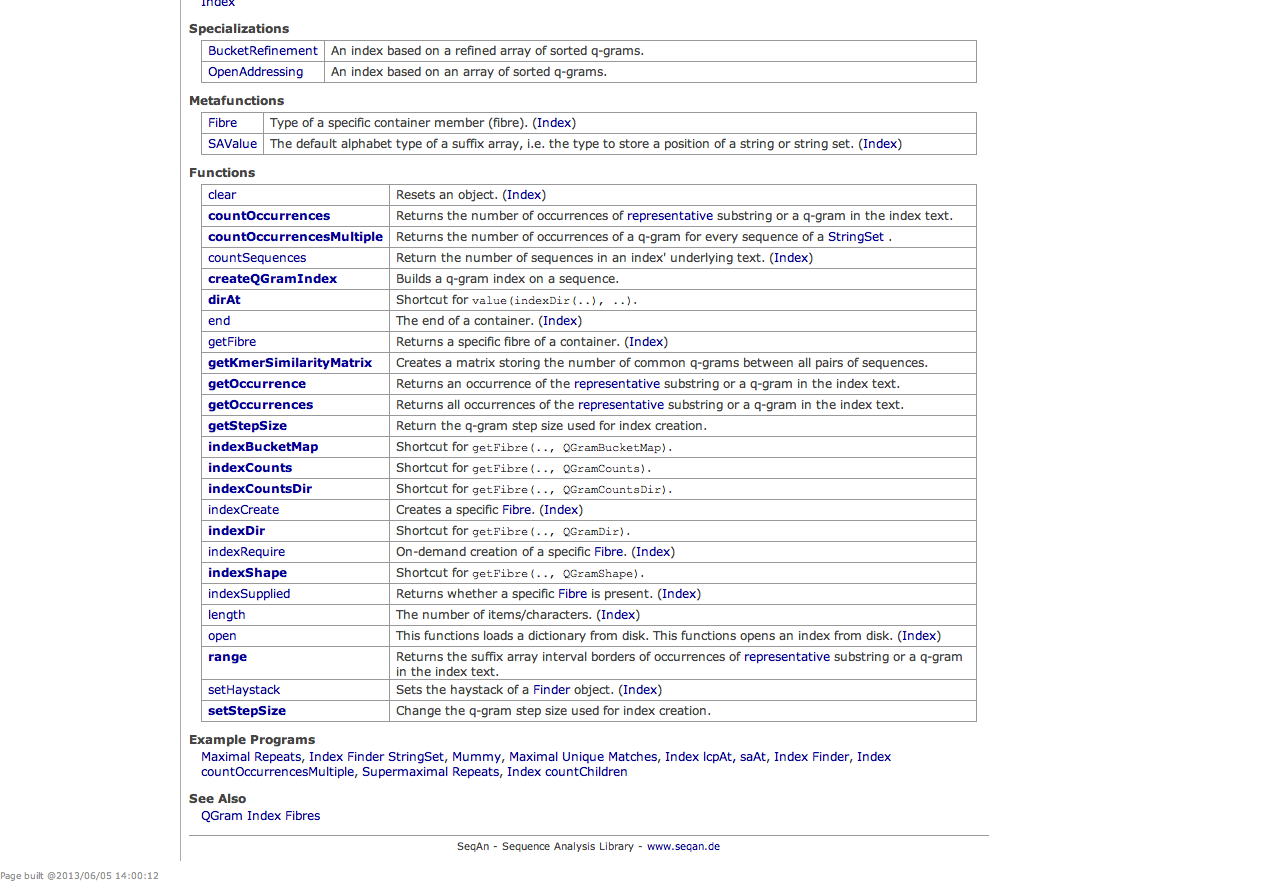 Index
Specializations
BucketRefinement An index based on a refined array of sorted q-grams.
OpenAddressing An index based on an array of sorted q-grams.
Metafunctions
Fibre Type of a specific container member (fibre). (Index)
SAValue The default alphabet type of a suffix array, i.e. the type to store a position of a string or string set. (Index)
Functions
clear Resets an object. (Index)
countOccurrences Returns the number of occurrences of representative substring or a q-gram in the index text.
countOccurrencesMultiple Returns the number of occurrences of a q-gram for every sequence of a StringSet .
countSequences Return the number of sequences in an index' underlying text. (Index)
createQGramIndex Builds a q-gram index on a sequence.
dirAt Shortcut for value(indexDir(..), ..).
end The end of a container. (Index)
getFibre Returns a specific fibre of a container. (Index)
getKmerSimilarityMatrix Creates a matrix storing the number of common q-grams between all pairs of sequences.
getOccurrence Returns an occurrence of the representative substring or a q-gram in the index text.
getOccurrences Returns all occurrences of the representative substring or a q-gram in the index text.
getStepSize Return the q-gram step size used for index creation.
indexBucketMap Shortcut for getFibre(.., QGramBucketMap).
indexCounts Shortcut for getFibre(.., QGramCounts).
indexCountsDir Shortcut for getFibre(.., QGramCountsDir).
indexCreate Creates a specific Fibre. (Index)
indexDir Shortcut for getFibre(.., QGramDir).
indexRequire On-demand creation of a specific Fibre. (Index)
indexShape Shortcut for getFibre(.., QGramShape).
indexSupplied Returns whether a specific Fibre is present. (Index)
length The number of items/characters. (Index)
open This functions loads a dictionary from disk. This functions opens an index from disk. (Index)
range Returns the suffix array interval borders of occurrences of representative substring or a q-gram
in the index text.
setHaystack Sets the haystack of a Finder object. (Index)
setStepSize Change the q-gram step size used for index creation.
Example Programs
Maximal Repeats, Index Finder StringSet, Mummy, Maximal Unique Matches, Index lcpAt, saAt, Index Finder, Index
countOccurrencesMultiple, Supermaximal Repeats, Index countChildren
See Also
QGram Index Fibres
SeqAn - Sequence Analysis Library - www.seqan.de
Page built @2013/06/05 14:00:12